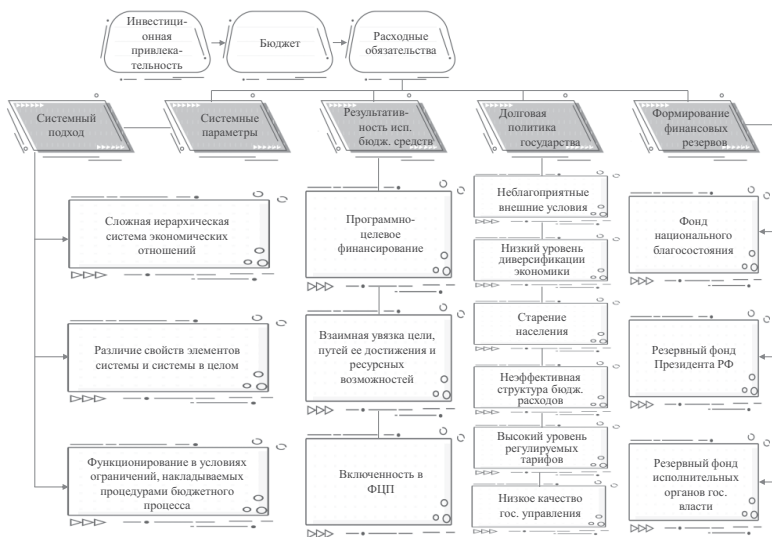 Инвестици-
онная
привлека-
тельность
Бюджет
Расходные
обязательства
Системный
подход
Системные
параметры
Результатив-
ность исп.
бюдж. средств
Долговая
политика
государства
Формирование
финансовых
резервов
Сложная иерархическая
система экономических
отношений
Различие свойств элементов
системы и системы в целом
Функционирование в условиях
ограничений, накладываемых
процедурами бюджетного
процесса
Программно-
целевое
финансирование
Взаимная увязка цели,
путей ее достижения и
ресурсных
возможностей
Включенность в
ФЦП
Неблагоприятные
внешние условия
Низкий уровень
диверсификации
экономики
Старение
населения
Неэффективная
структура бюдж.
расходов
Высокий уровень
регулируемых
тарифов
Низкое качество
гос. управления
Фонд
национального
благосостояния
Резервный фонд
Президента РФ
Резервный фонд
исполнительных
органов гос.
власти